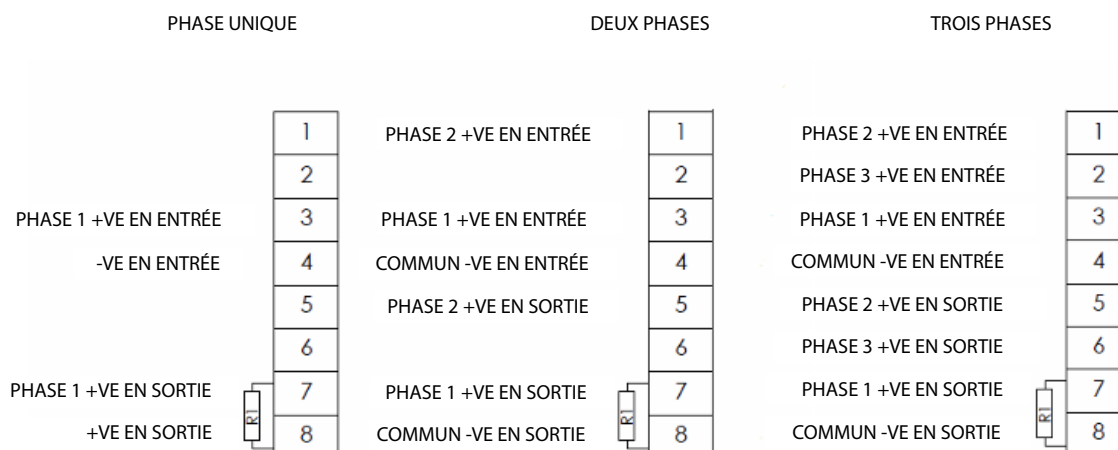 PHASE UNIQUE
DEUX PHASES
TROIS PHASES
1
2
PHASE 1 +VE EN ENTRÉE
3
-VE EN ENTRÉE
4
5
6
PHASE 1 +VE EN SORTIE
7
+VE EN SORTIE
8
R1
PHASE 2 +VE EN ENTRÉE
1
2
PHASE 1 +VE EN ENTRÉE
3
COMMUN -VE EN ENTRÉE
4
PHASE 2 +VE EN SORTIE
5
6
PHASE 1 +VE EN SORTIE
7
COMMUN -VE EN SORTIE
8
R1
PHASE 2 +VE EN ENTRÉE
1
PHASE 3 +VE EN ENTRÉE
2
PHASE 1 +VE EN ENTRÉE
3
COMMUN -VE EN ENTRÉE
4
PHASE 2 +VE EN SORTIE
5
PHASE 3 +VE EN SORTIE
6
PHASE 1 +VE EN SORTIE
7
COMMUN -VE EN SORTIE
8
R1